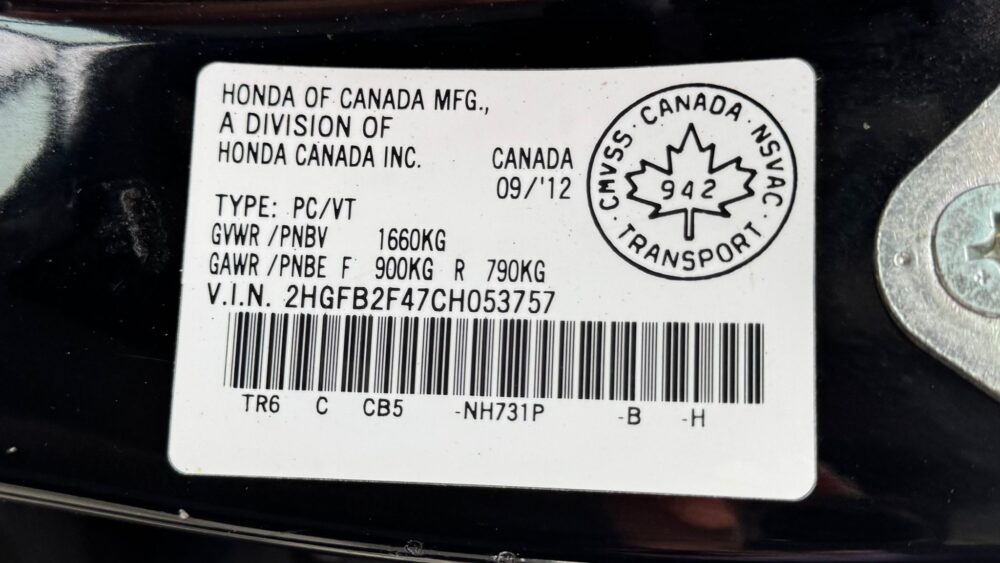 HONDA OF CANADA MFG.,
A DIVISION OF
HONDA CANADA INC.
CANADA
09/'12
CMVSS · CANADA · NSVAC · TRANSPORT ·
942
TYPE: PC/VT
GVWR /PNBV 1660KG
GAWR /PNBE F 900KG R 790KG
V.I.N. 2HGFB2F47CH053757
TR6 C CB5 -NH731P -B -H